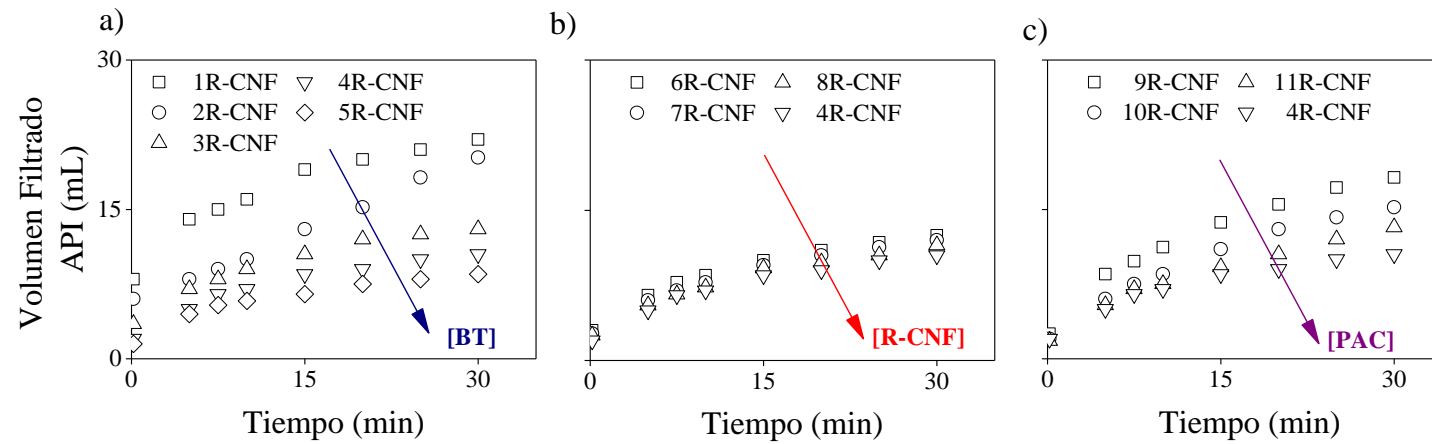 a)
30
15
0
Volumen Filtrado
API (mL)
1R-CNF
4R-CNF
2R-CNF
5R-CNF
3R-CNF
[BT]
0
15
30
Tiempo (min)
b)
6R-CNF
8R-CNF
7R-CNF
4R-CNF
[R-CNF]
0
15
30
Tiempo (min)
c)
9R-CNF
11R-CNF
10R-CNF
4R-CNF
[PAC]
0
15
30
Tiempo (min)